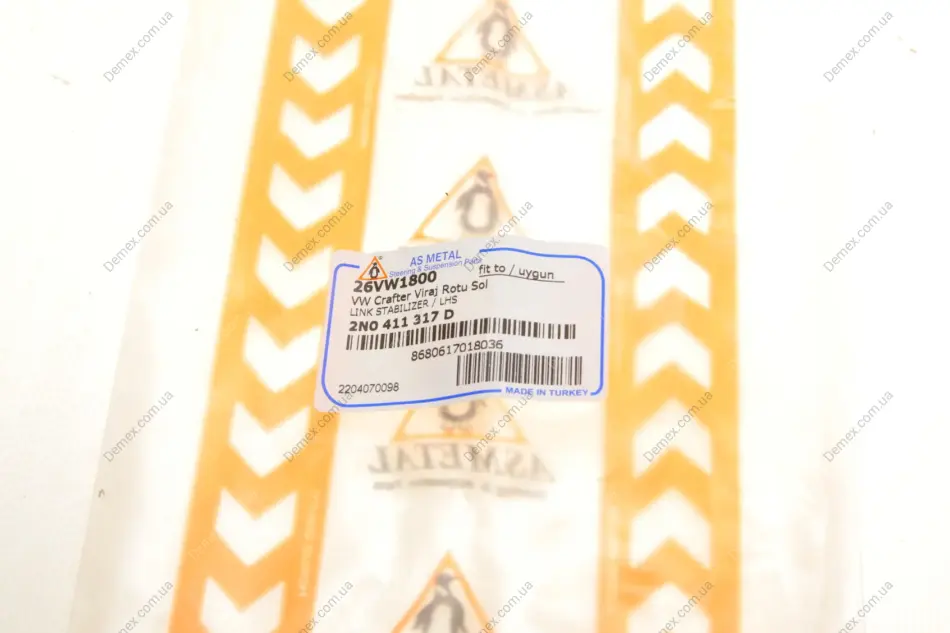 AS METAL
Steering & Suspension Parts
26VW1800
fit to / uygun
VW Crafter Viraj Rotu Sol
LINK STABILIZER / LHS
2N0 411 317 D
8680617018036
2204070098
MADE IN TURKEY
ASMETAL
ASMETAL
Demex.com.ua